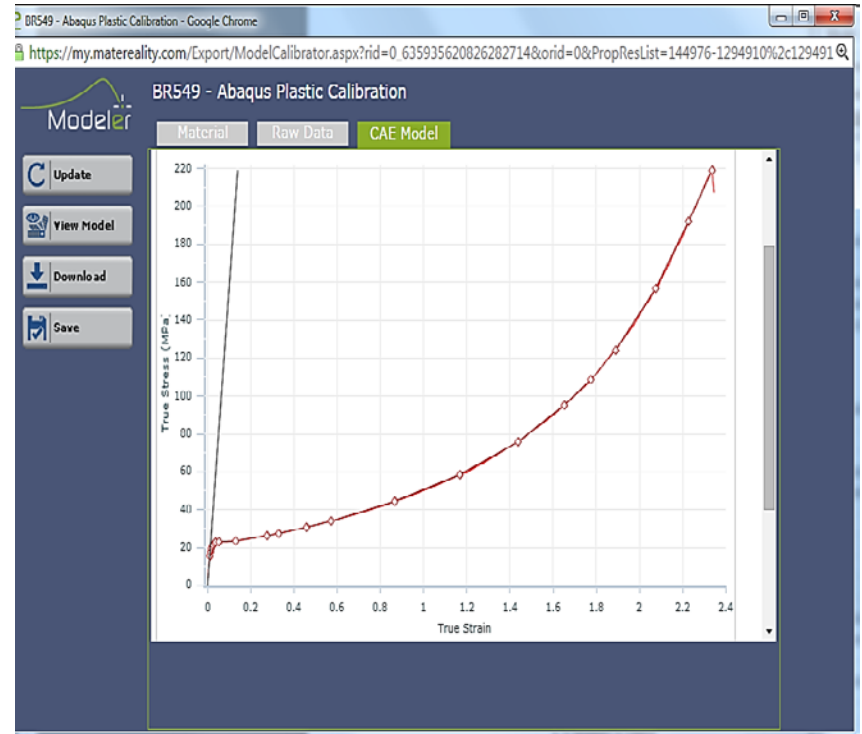 BR549 - Abaqus Plastic Calibration - Google Chrome
https://my.matereality.com/Export/ModelCalibrator.aspx?rid=0_635935620826282714&orid=0&PropResList=144976-1294910%2c129491
Modeler
BR549 - Abaqus Plastic Calibration
Material Raw Data CAE Model
Update
View Model
Download
Save
True Stress (MPa)
220
200
180
160
140
120
100
80
60
40
20
0
0 0.2 0.4 0.6 0.8 1 1.2 1.4 1.6 1.8 2 2.2 2.4
True Strain